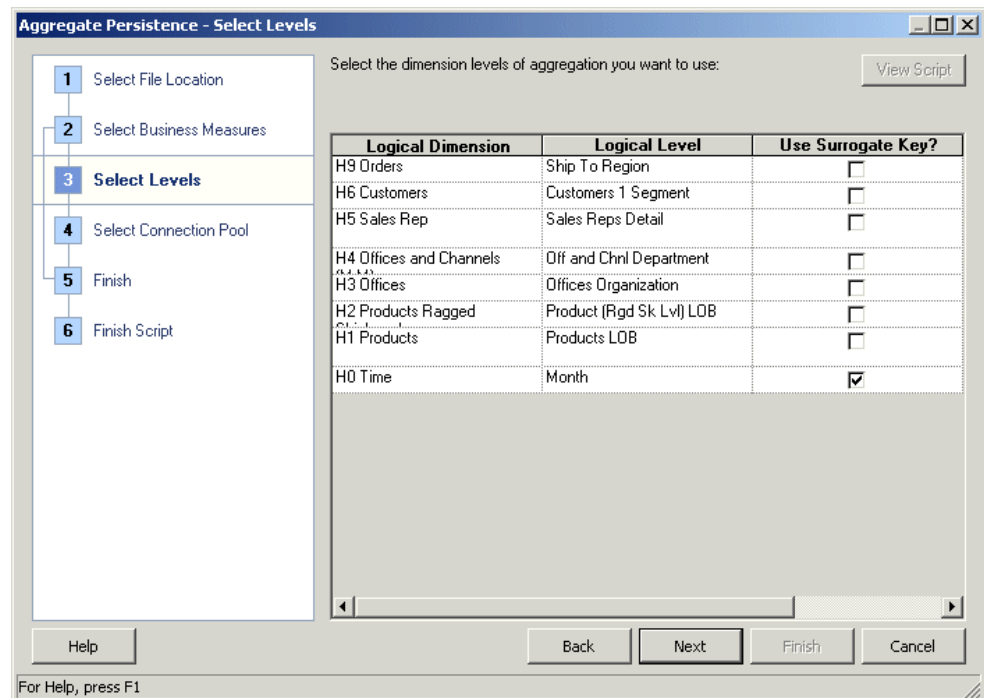 Aggregate Persistence - Select Levels
1 Select File Location
2 Select Business Measures
3 Select Levels
4 Select Connection Pool
5 Finish
6 Finish Script
Select the dimension levels of aggregation you want to use:
View Script
Logical Dimension Logical Level Use Surrogate Key?
H9 Orders Ship To Region
H6 Customers Customers 1 Segment
H5 Sales Rep Sales Reps Detail
H4 Offices and Channels Off and Chnl Department
H3 Offices Offices Organization
H2 Products Ragged Product (Rgd Sk Lvl) LOB
H1 Products Products LOB
H0 Time Month
Help Back Next Finish Cancel
For Help, press F1